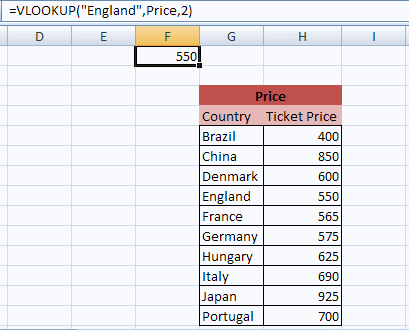 =VLOOKUP("England",Price,2)
D E F G H I
550
Price
Country Ticket Price
Brazil 400
China 850
Denmark 600
England 550
France 565
Germany 575
Hungary 625
Italy 690
Japan 925
Portugal 700